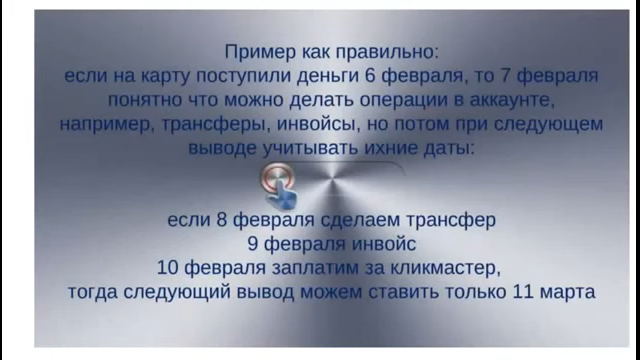 Пример как правильно:
если на карту поступили деньги 6 февраля, то 7 февраля
понятно что можно делать операции в аккаунте,
например, трансферы, инвойсы, но потом при следующем
выводе учитывать ихние даты:
если 8 февраля сделаем трансфер
9 февраля инвойс
10 февраля заплатим за кликмастер,
тогда следующий вывод можем ставить только 11 марта